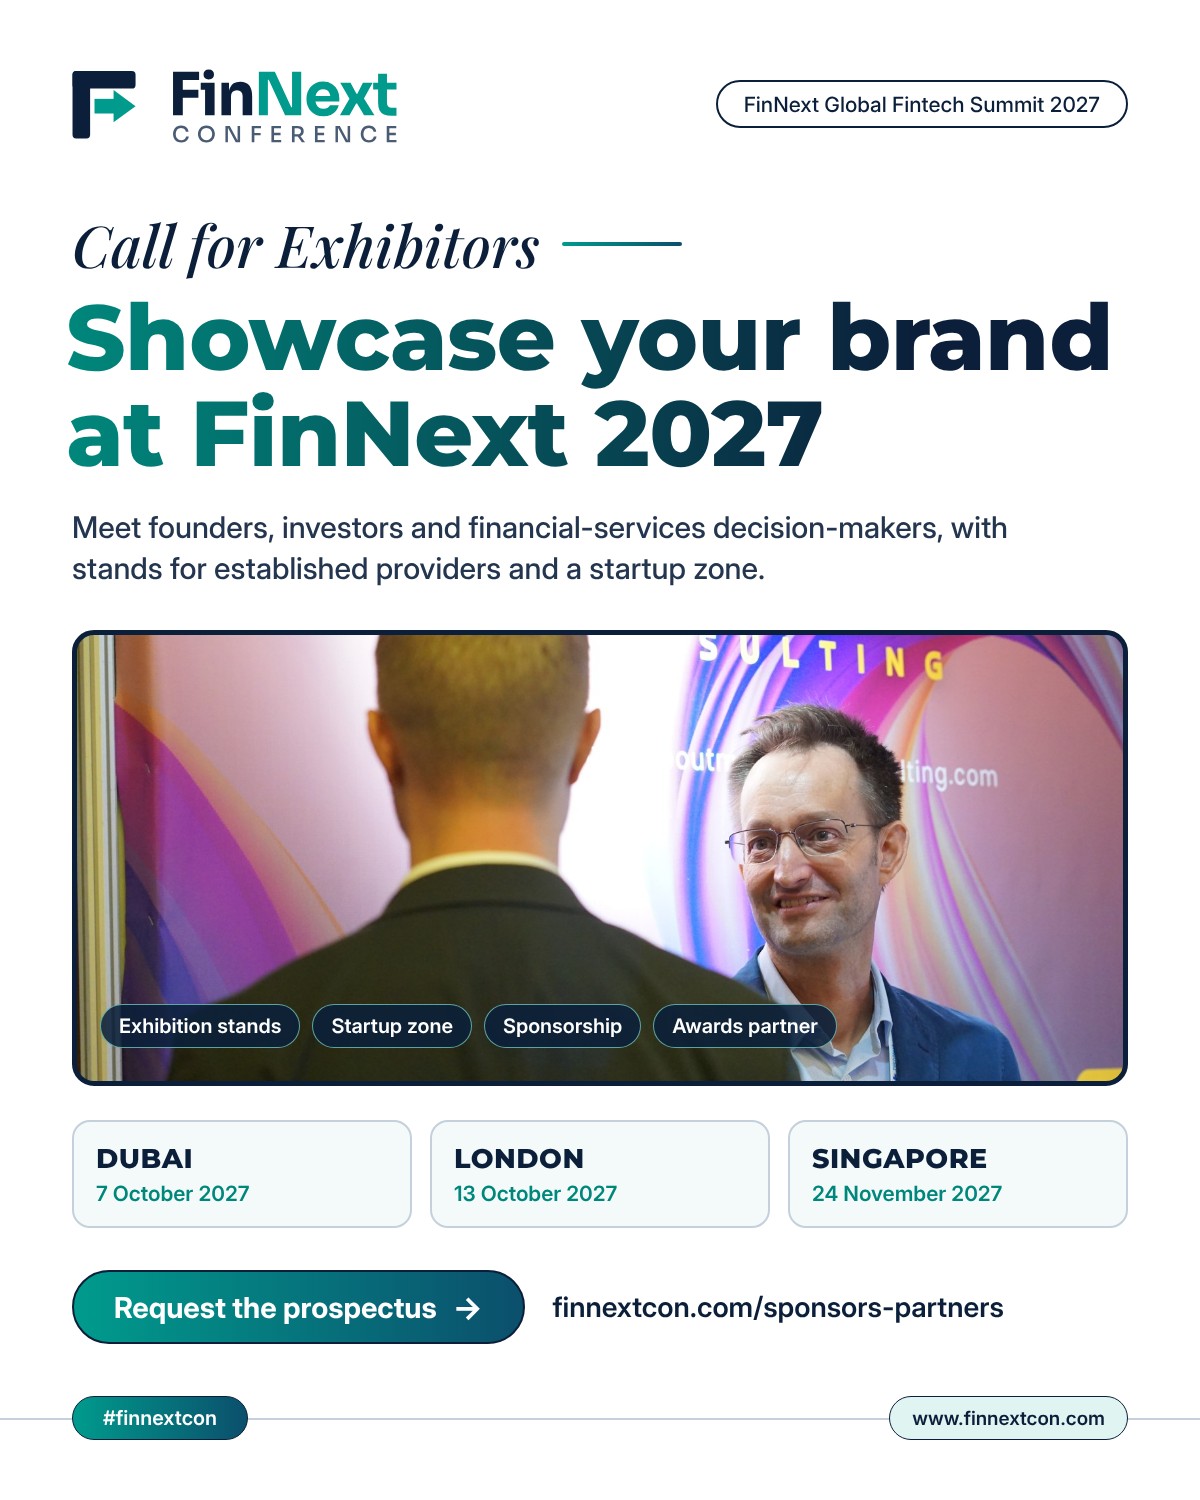 FinNext
CONFERENCE
FinNext Global Fintech Summit 2027
Call for Exhibitors
Showcase your brand
at FinNext 2027
Meet founders, investors and financial-services decision-makers, with
stands for established providers and a startup zone.
SULTING
lting.com
Exhibition stands
Startup zone
Sponsorship
Awards partner
DUBAI
7 October 2027
LONDON
13 October 2027
SINGAPORE
24 November 2027
Request the prospectus →
finnextcon.com/sponsors-partners
#finnextcon
www.finnextcon.com